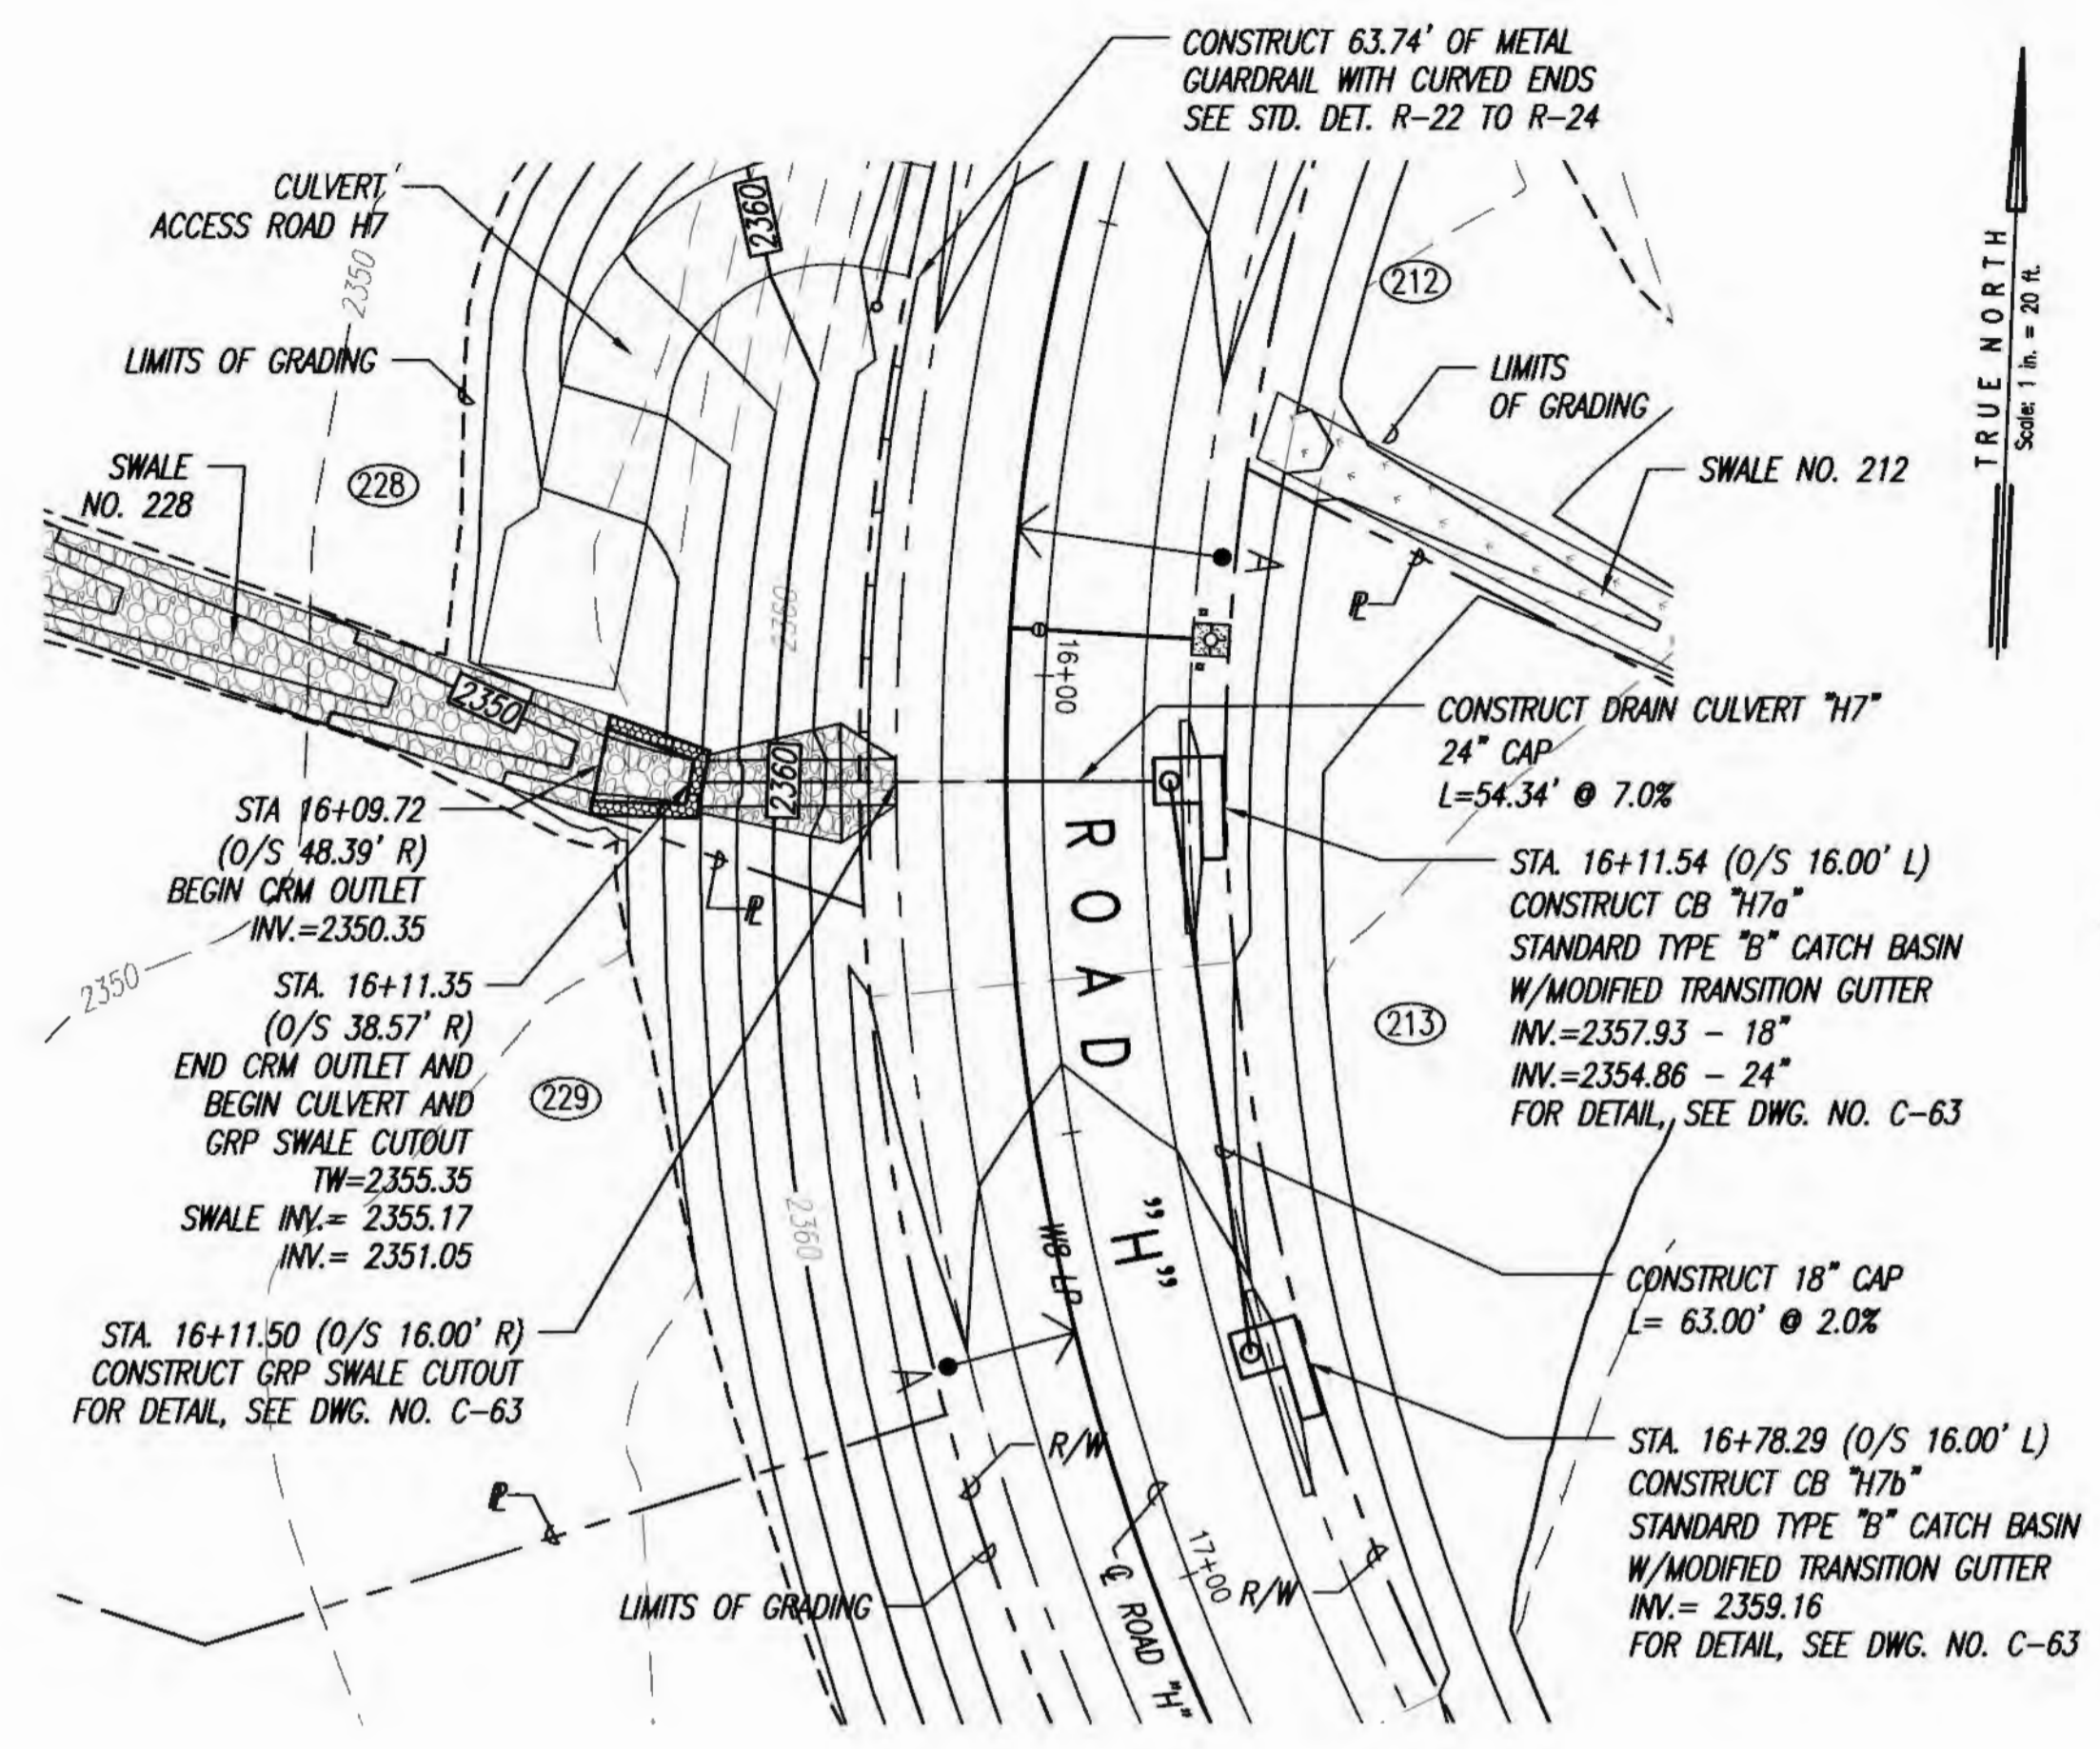 CONSTRUCT 63.74' OF METAL
GUARDRAIL WITH CURVED ENDS
SEE STD. DET. R-22 TO R-24
TRUE NORTH
Scale: 1 in. = 20 ft.
CULVERT
ACCESS ROAD H7
2360
2350
212
LIMITS OF GRADING
LIMITS
OF GRADING
SWALE
NO. 228
228
SWALE NO. 212
A
℄
2360
16+00
2350
2360
CONSTRUCT DRAIN CULVERT "H7"
24" CAP
L=54.34' @ 7.0%
STA 16+09.72
(O/S 48.39' R)
BEGIN CRM OUTLET
INV.=2350.35
STA. 16+11.54 (O/S 16.00' L)
CONSTRUCT CB "H7a"
STANDARD TYPE "B" CATCH BASIN
W/MODIFIED TRANSITION GUTTER
INV.=2357.93 - 18"
INV.=2354.86 - 24"
FOR DETAIL, SEE DWG. NO. C-63
PL
2350
STA. 16+11.35
(O/S 38.57' R)
END CRM OUTLET AND
BEGIN CULVERT AND
GRP SWALE CUTOUT
TW=2355.35
SWALE INV.= 2355.17
INV.= 2351.05
229
213
ROAD "H"
2360
W8 LP
CONSTRUCT 18" CAP
L= 63.00' @ 2.0%
STA. 16+11.50 (O/S 16.00' R)
CONSTRUCT GRP SWALE CUTOUT
FOR DETAIL, SEE DWG. NO. C-63
A
R/W
PL
STA. 16+78.29 (O/S 16.00' L)
CONSTRUCT CB "H7b"
STANDARD TYPE "B" CATCH BASIN
W/MODIFIED TRANSITION GUTTER
INV.= 2359.16
FOR DETAIL, SEE DWG. NO. C-63
LIMITS OF GRADING
℄ ROAD "H"
17+00
R/W